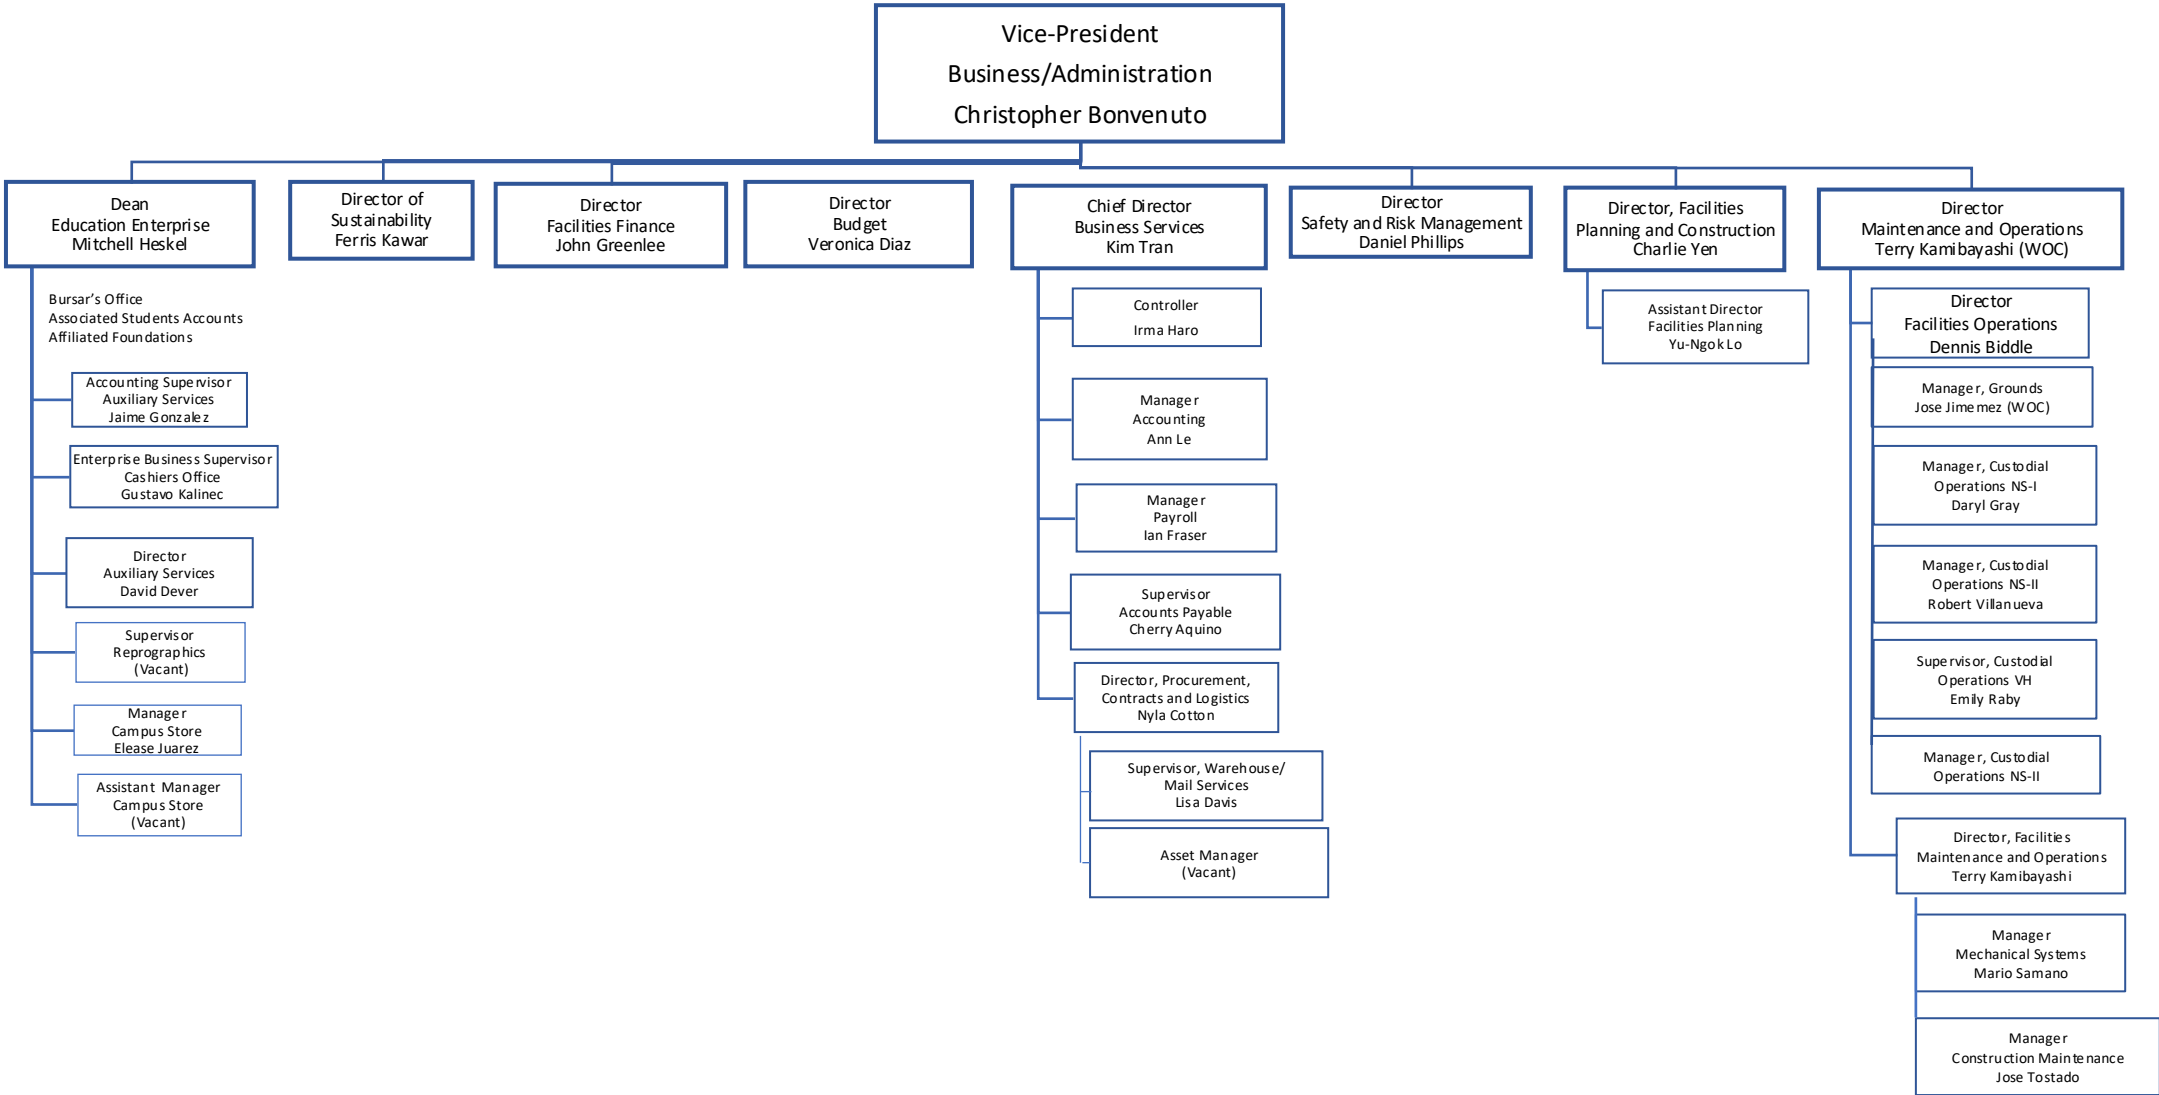 Vice-President
Business/Administration
Christopher Bonvenuto
Dean
Education Enterprise
Mitchell Heskel
Director of
Sustainability
Ferris Kawar
Director
Facilities Finance
John Greenlee
Director
Budget
Veronica Diaz
Chief Director
Business Services
Kim Tran
Director
Safety and Risk Management
Daniel Phillips
Director, Facilities
Planning and Construction
Charlie Yen
Director
Maintenance and Operations
Terry Kamibayashi (WOC)
Bursar's Office
Associated Students Accounts
Affiliated Foundations
Accounting Supervisor
Auxiliary Services
Jaime Gonzalez
Enterprise Business Supervisor
Cashiers Office
Gustavo Kalinec
Director
Auxiliary Services
David Dever
Supervisor
Reprographics
(Vacant)
Manager
Campus Store
Elease Juarez
Assistant Manager
Campus Store
(Vacant)
Controller
Irma Haro
Manager
Accounting
Ann Le
Manager
Payroll
Ian Fraser
Supervisor
Accounts Payable
Cherry Aquino
Director, Procurement,
Contracts and Logistics
Nyla Cotton
Supervisor, Warehouse/
Mail Services
Lisa Davis
Asset Manager
(Vacant)
Assistant Director
Facilities Planning
Yu-Ngok Lo
Director
Facilities Operations
Dennis Biddle
Manager, Grounds
Jose Jimemez (WOC)
Manager, Custodial
Operations NS-I
Daryl Gray
Manager, Custodial
Operations NS-II
Robert Villanueva
Supervisor, Custodial
Operations VH
Emily Raby
Manager, Custodial
Operations NS-II
Director, Facilities
Maintenance and Operations
Terry Kamibayashi
Manager
Mechanical Systems
Mario Samano
Manager
Construction Maintenance
Jose Tostado